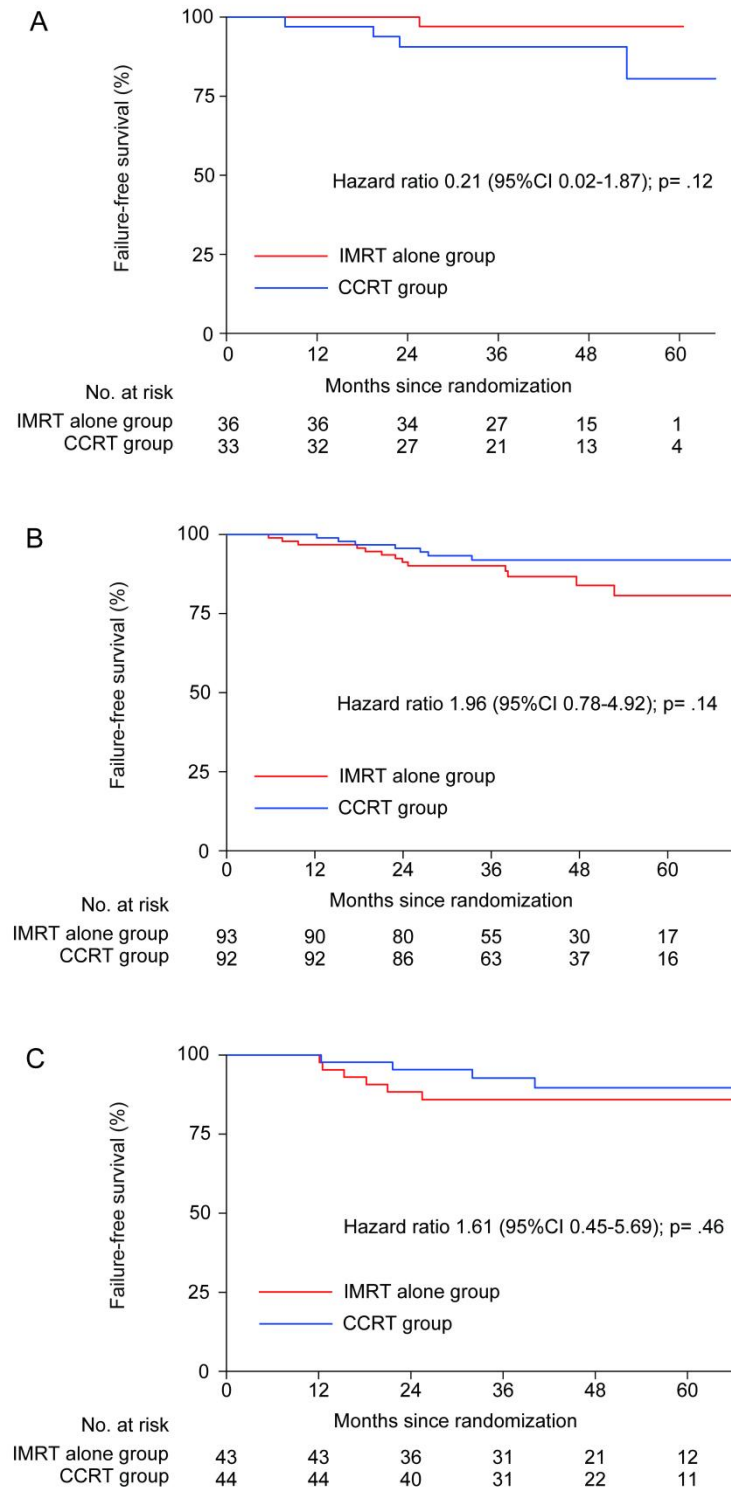 A
Failure-free survival (%)
100
75
50
25
0
Hazard ratio 0.21 (95%CI 0.02-1.87); p= .12
IMRT alone group
CCRT group
0 12 24 36 48 60
Months since randomization
No. at risk
IMRT alone group 36 36 34 27 15 1
CCRT group 33 32 27 21 13 4
B
Failure-free survival (%)
100
75
50
25
0
Hazard ratio 1.96 (95%CI 0.78-4.92); p= .14
IMRT alone group
CCRT group
0 12 24 36 48 60
Months since randomization
No. at risk
IMRT alone group 93 90 80 55 30 17
CCRT group 92 92 86 63 37 16
C
Failure-free survival (%)
100
75
50
25
0
Hazard ratio 1.61 (95%CI 0.45-5.69); p= .46
IMRT alone group
CCRT group
0 12 24 36 48 60
Months since randomization
No. at risk
IMRT alone group 43 43 36 31 21 12
CCRT group 44 44 40 31 22 11